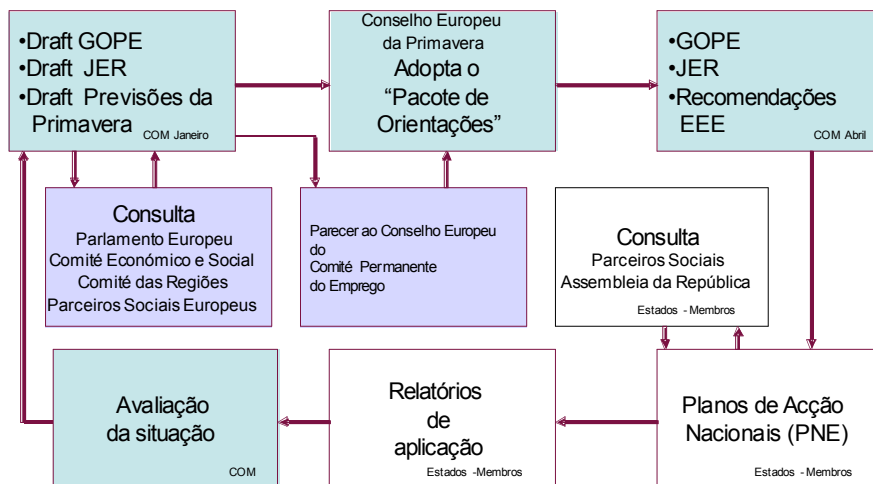 •Draft GOPE
•Draft JER
•Draft Previsões da
Primavera
COM Janeiro
Conselho Europeu
da Primavera
Adopta o
“Pacote de
Orientações”
•GOPE
•JER
•Recomendações
EEE
COM Abril
Consulta
Parlamento Europeu
Comité Económico e Social
Comité das Regiões
Parceiros Sociais Europeus
Parecer ao Conselho Europeu
do
Comité Permanente
do Emprego
Consulta
Parceiros Sociais
Assembleia da República
Estados - Membros
Avaliação
da situação
COM
Relatórios
de
aplicação
Estados -Membros
Planos de Acção
Nacionais (PNE)
Estados - Membros